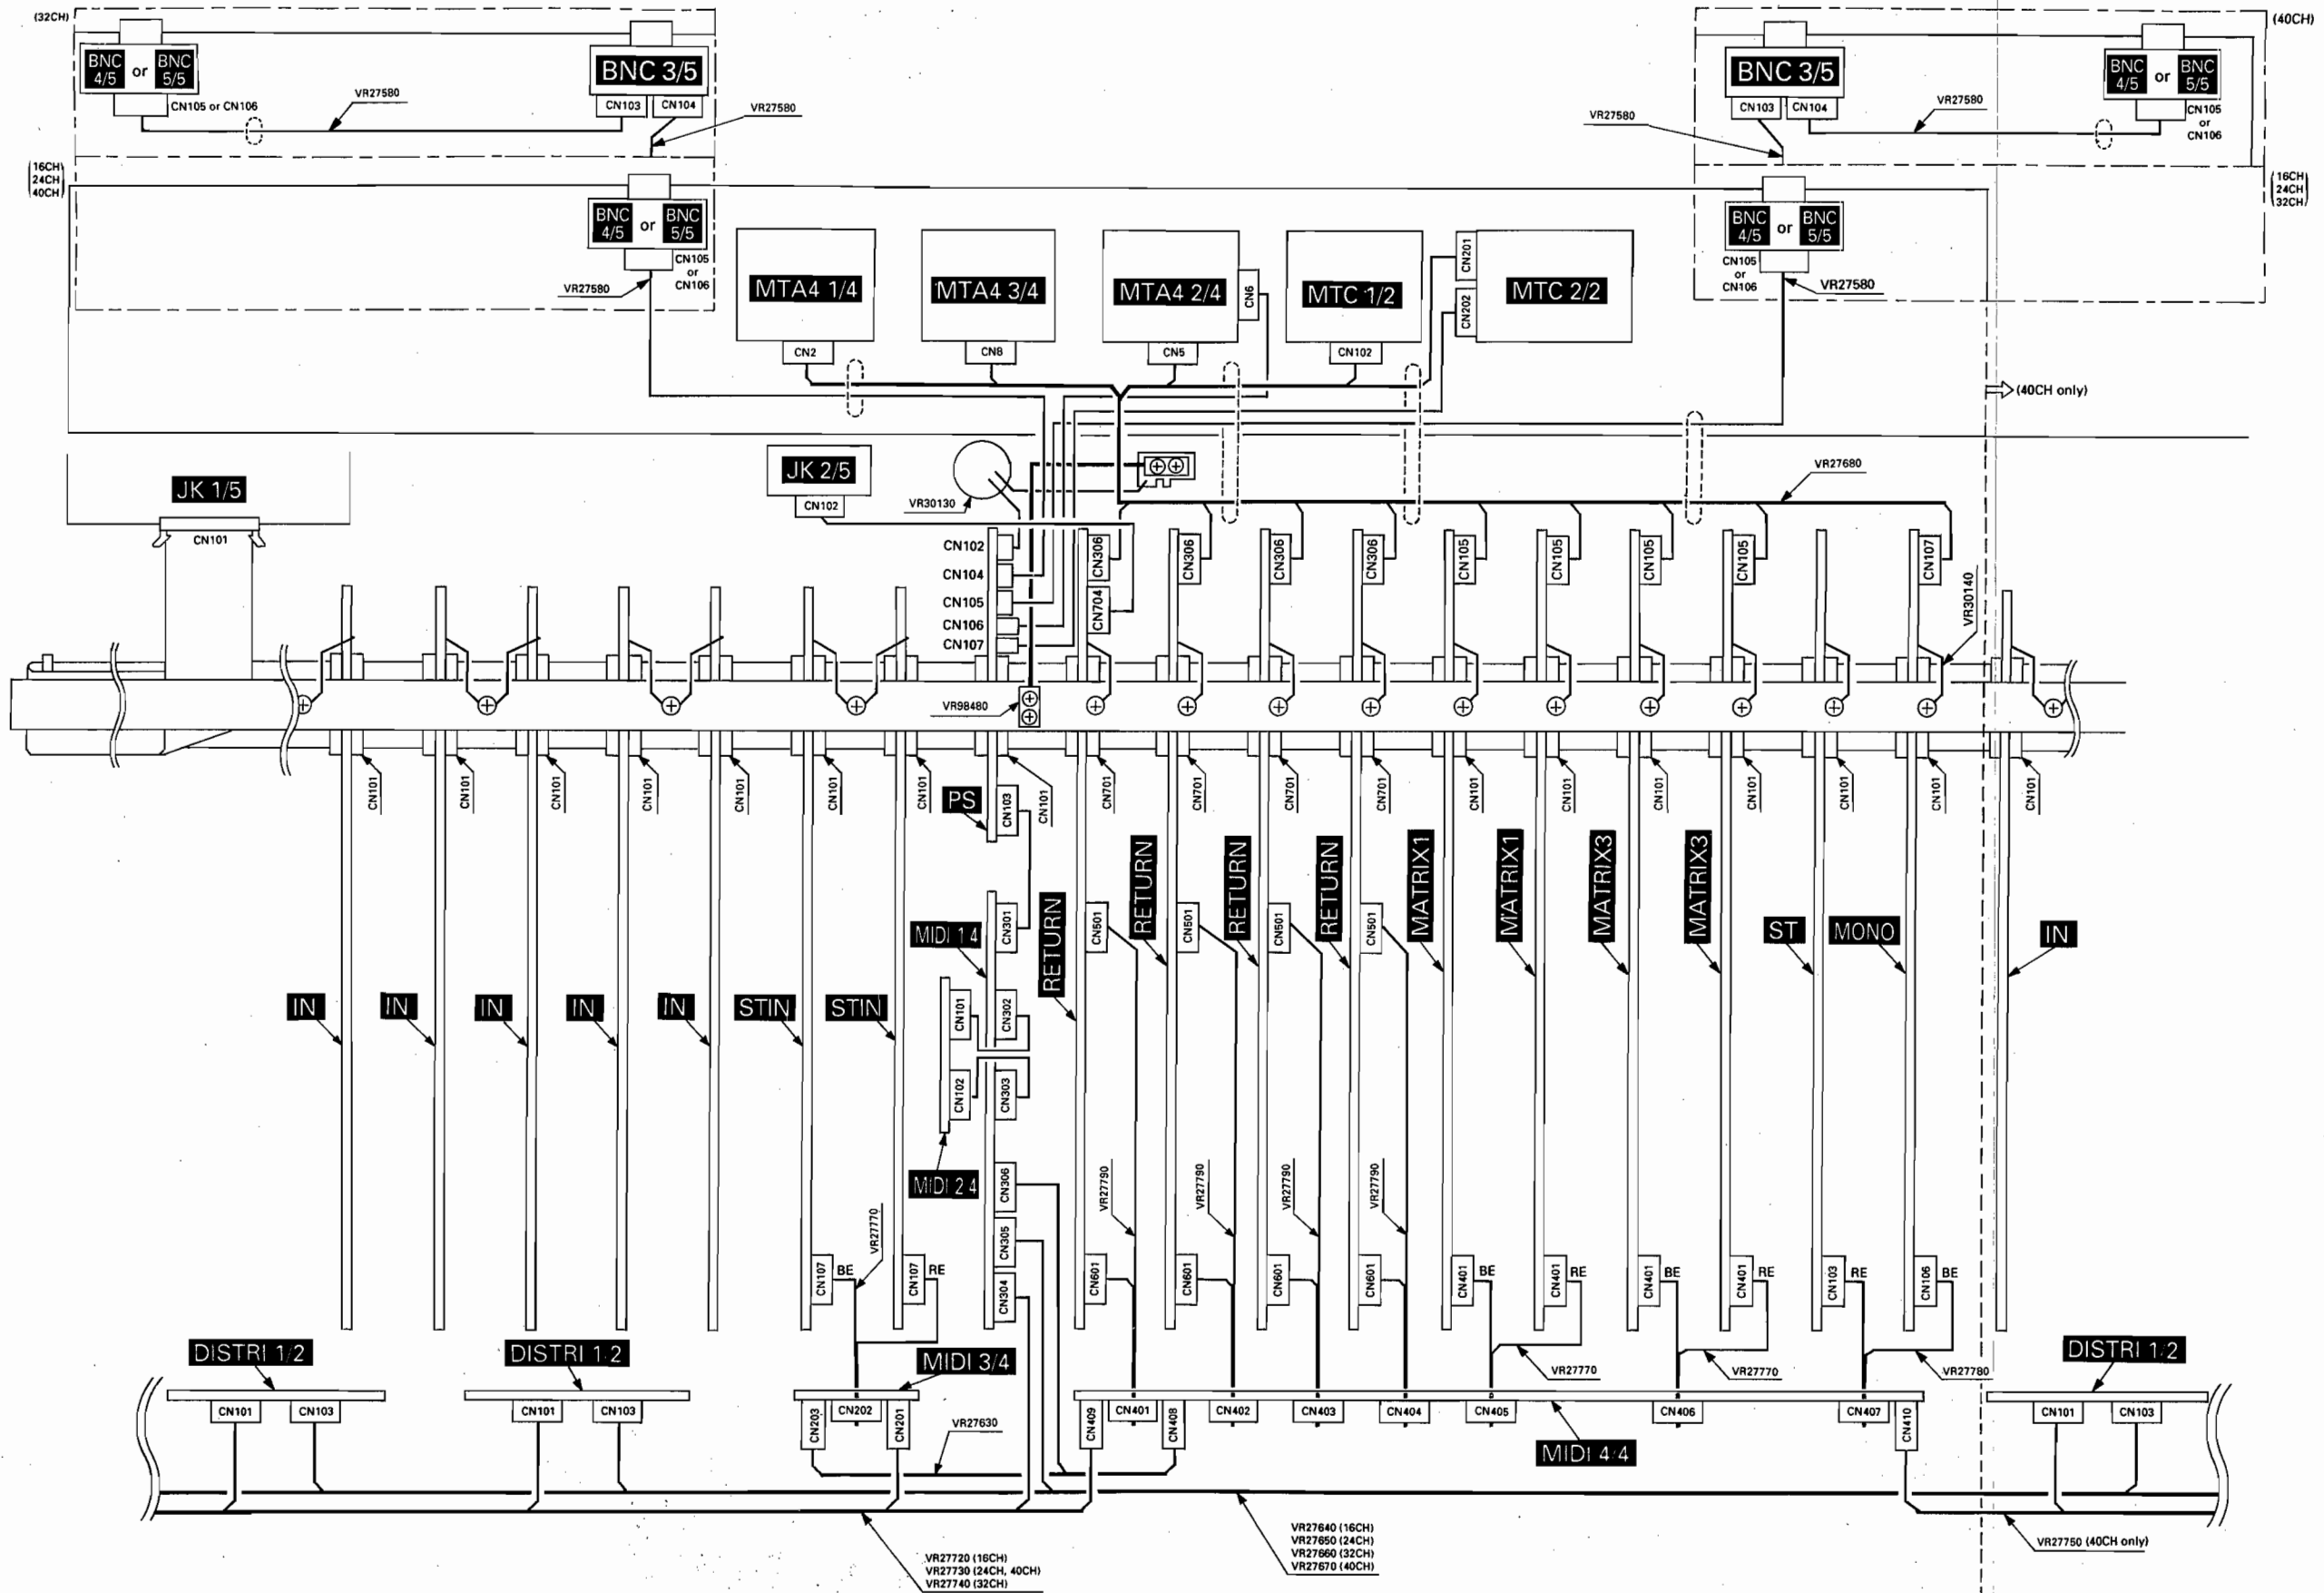 (32CH)
BNC 4/5 or BNC 5/5
CN105 or CN106
VR27580
BNC 3/5
CN103
CN104
VR27580
(40CH)
BNC 3/5
CN103
CN104
VR27580
VR27580
BNC 4/5 or BNC 5/5
CN105
or
CN106
(16CH
24CH
40CH)
BNC 4/5 or BNC 5/5
CN105
or
CN106
VR27580
MTA4 1/4
CN2
MTA4 3/4
CN8
MTA4 2/4
CN5
CN6
MTC 1/2
CN102
CN201
CN202
MTC 2/2
BNC 4/5 or BNC 5/5
CN105
or
CN106
VR27580
(16CH
24CH
32CH)
(40CH only)
JK 1/5
CN101
JK 2/5
CN102
VR30130
VR27680
CN102
CN104
CN105
CN106
CN107
CN306
CN704
CN306
CN306
CN306
CN105
CN105
CN105
CN105
CN107
VR30140
VR98480
CN101
CN101
CN101
CN101
CN101
CN101
CN101
CN101
CN701
CN701
CN701
CN701
CN101
CN101
CN101
CN101
CN101
CN101
CN101
PS
CN103
MIDI 1 4
CN301
CN302
CN303
CN306
CN305
CN304
CN101
CN102
MIDI 2 4
IN
IN
IN
IN
IN
STIN
STIN
RETURN
RETURN
RETURN
RETURN
MATRIX1
MATRIX1
MATRIX3
MATRIX3
ST
MONO
IN
CN501
CN501
CN501
CN501
VR27790
VR27790
VR27790
VR27790
VR27770
CN107
BE
CN107
RE
CN601
CN601
CN601
CN601
CN401
BE
CN401
RE
CN401
BE
CN401
RE
CN103
RE
CN106
BE
VR27770
VR27770
VR27780
DISTRI 1/2
CN101
CN103
DISTRI 1 2
CN101
CN103
MIDI 3/4
CN203
CN202
CN201
VR27630
CN409
CN401
CN408
CN402
CN403
CN404
CN405
CN406
CN407
CN410
MIDI 4/4
DISTRI 1 2
CN101
CN103
VR27720 (16CH)
VR27730 (24CH, 40CH)
VR27740 (32CH)
VR27640 (16CH)
VR27650 (24CH)
VR27660 (32CH)
VR27670 (40CH)
VR27750 (40CH only)